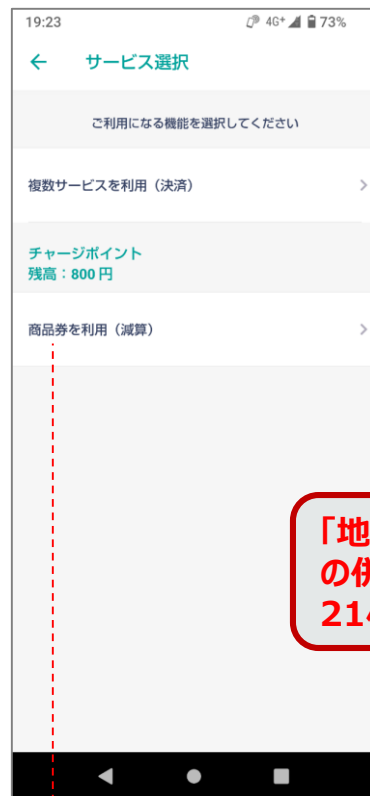 19:23
4G+ 73%
← サービス選択
ご利用になる機能を選択してください
複数サービスを利用（決済）
チャージポイント
残高：800 円
商品券を利用（減算）
「地
の
21